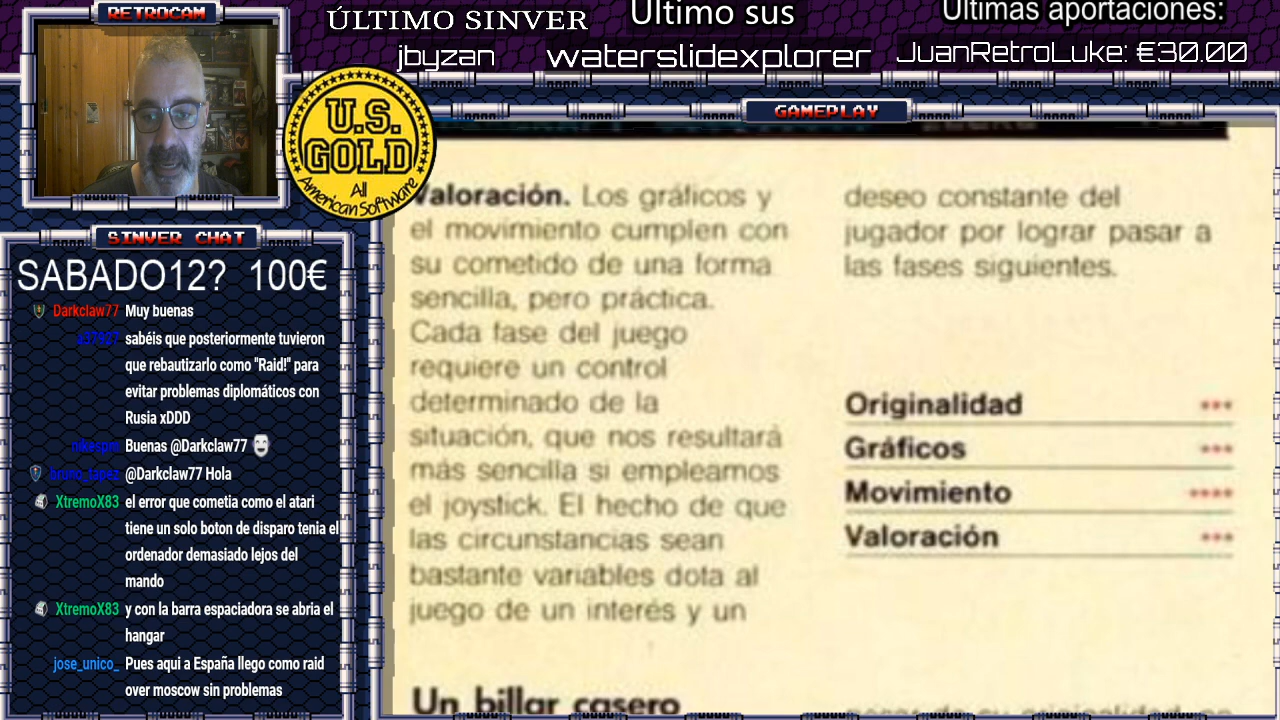 RETROCAM
ÚLTIMO SINVER
jbyzan
Último sus
waterslidexplorer
Últimas aportaciones:
JuanRetroLuke: €30.00
U.S.
GOLD
All
American Software
GAMEPLAY
SINVER CHAT
SABADO12? 100€
Darkclaw77 Muy buenas
a37927 sabéis que posteriormente tuvieron
que rebautizarlo como "Raid!" para
evitar problemas diplomáticos con
Rusia xDDD
nikespm Buenas @Darkclaw77
bruno_tapez @Darkclaw77 Hola
XtremoX83 el error que cometia como el atari
tiene un solo boton de disparo tenia el
ordenador demasiado lejos del
mando
XtremoX83 y con la barra espaciadora se abria el
hangar
jose_unico_ Pues aqui a España llego como raid
over moscow sin problemas
Valoración. Los gráficos y
el movimiento cumplen con
su cometido de una forma
sencilla, pero práctica.
Cada fase del juego
requiere un control
determinado de la
situación, que nos resultará
más sencilla si empleamos
el joystick. El hecho de que
las circunstancias sean
bastante variables dota al
juego de un interés y un
deseo constante del
jugador por lograr pasar a
las fases siguientes.
Originalidad ***
Gráficos ***
Movimiento ****
Valoración ***
Un billar casero